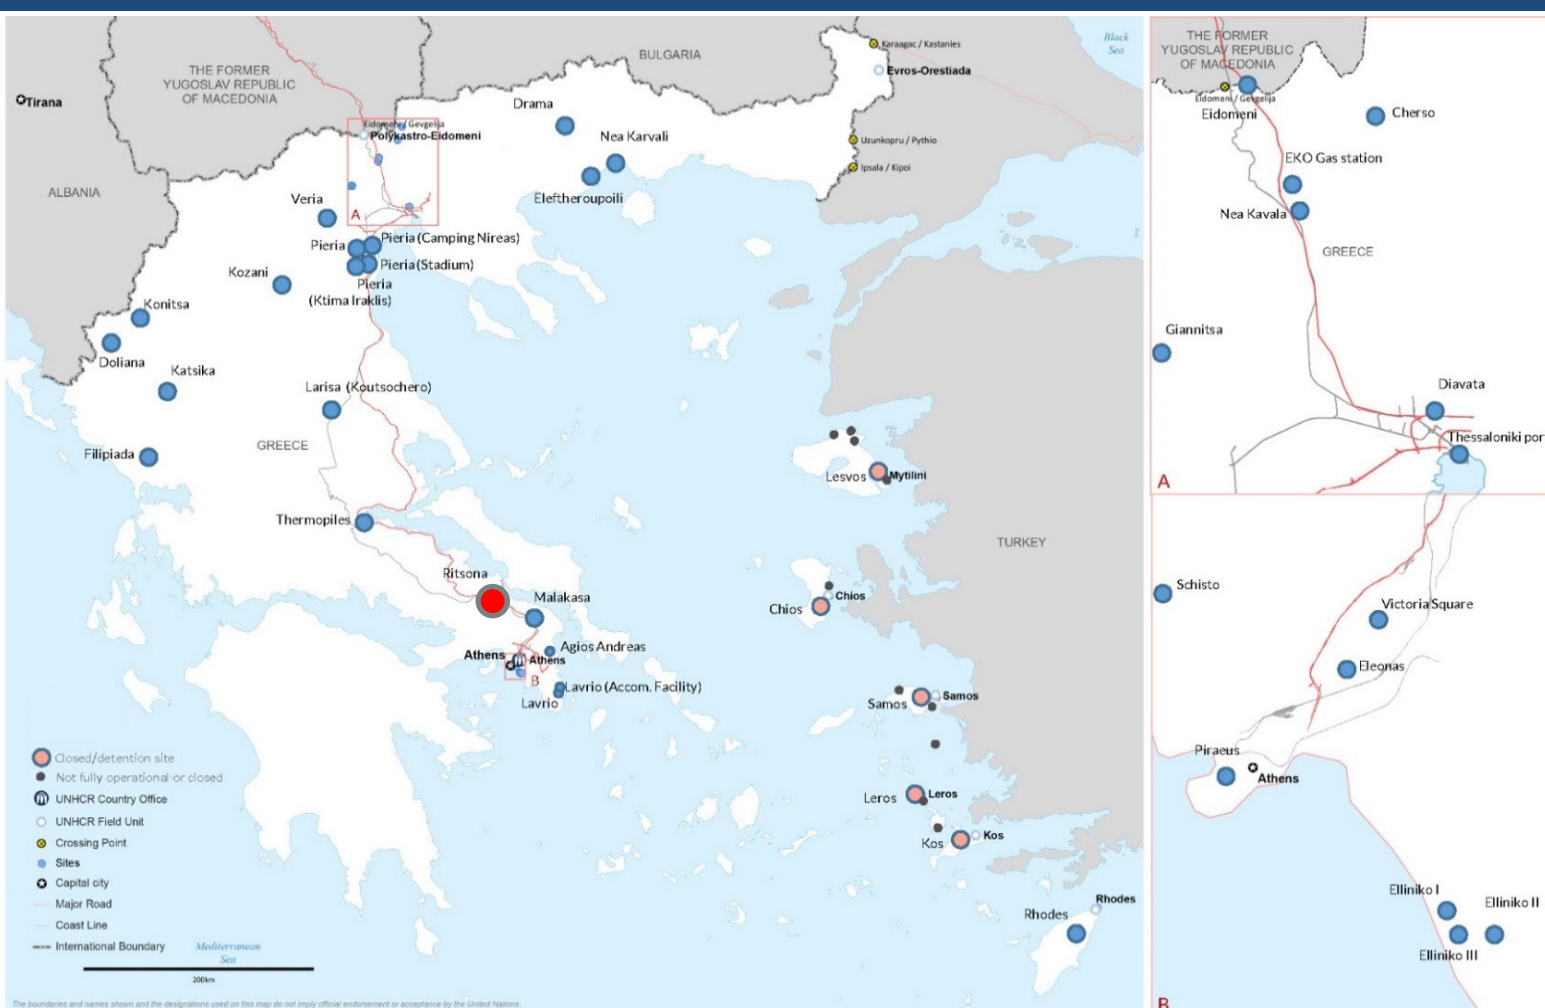 BULGARIA
Black
Sea
Karaagac / Kastanies
Evros-Orestiada
THE FORMER
YUGOSLAV REPUBLIC
OF MACEDONIA
Tirana
Drama
Eidomeni / Gevgelija
Polykastro-Eidomeni
Nea Karvali
Uzunkopru / Pythio
Ipsala / Kipoi
ALBANIA
Veria
A
Eleftheroupoili
Pieria
Pieria (Camping Nireas)
Pieria (Stadium)
Kozani
Pieria
(Ktima Iraklis)
Konitsa
Doliana
Katsika
Larisa (Koutsochero)
GREECE
Filipiada
Lesvos
Mytilini
Thermopiles
TURKEY
Ritsona
Malakasa
Chios
Chios
Agios Andreas
Athens
Athens
B
Lavrio (Accom. Facility)
Lavrio
Samos
Samos
Leros
Leros
Kos
Kos
Rhodes
Rhodes
Closed/detention site
Not fully operational or closed
UNHCR Country Office
UNHCR Field Unit
Crossing Point
Sites
Capital city
Major Road
Coast Line
International Boundary
Mediterranean
Sea
200km
The boundaries and names shown and the designations used on this map do not imply official endorsement or acceptance by the United Nations.
THE FORMER
YUGOSLAV REPUBLIC
OF MACEDONIA
Eidomeni / Gevgelija
Eidomeni
Cherso
EKO Gas station
Nea Kavala
GREECE
Giannitsa
Diavata
Thessaloniki por
A
Schisto
Victoria Square
Eleonas
Piraeus
Athens
Elliniko I
Elliniko II
Elliniko III
B